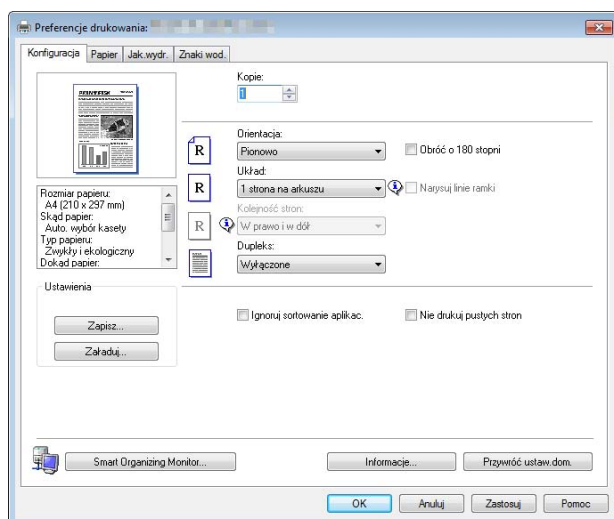 Preferencje drukowania:
Konfiguracja Papier Jak.wydr. Znaki wod.
Kopie:
1
Orientacja:
R Pionowo Obróć o 180 stopni
Układ:
R 1 strona na arkuszu Narysuj linie ramki
Kolejność stron:
R W prawo i w dół
Dupleks:
Wyłączone
Rozmiar papieru:
A4 (210 x 297 mm)
Skąd papier:
Auto. wybór kasety
Typ papieru:
Zwykły i ekologiczny
Dokąd papier:
Ustawienia
Zapisz...
Załaduj...
Ignoruj sortowanie aplikac. Nie drukuj pustych stron
Smart Organizing Monitor... Informacje... Przywróć ustaw.dom.
OK Anuluj Zastosuj Pomoc